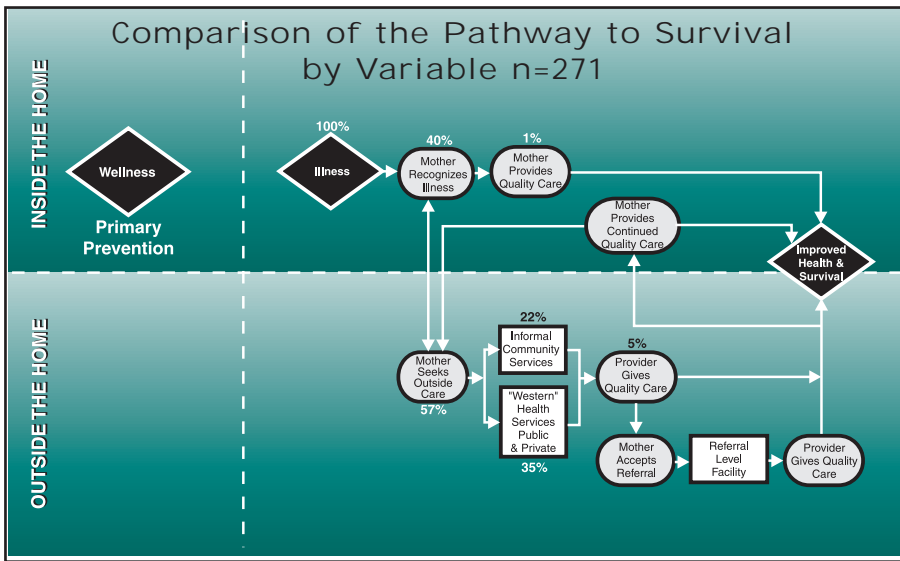 Comparison of the Pathway to Survival
by Variable n=271
INSIDE THE HOME
Wellness
Primary
Prevention
100%
Illness
40%
Mother
Recognizes
Illness
1%
Mother
Provides
Quality Care
Mother
Provides
Continued
Quality Care
Improved
Health &
Survival
OUTSIDE THE HOME
Mother
Seeks
Outside
Care
57%
22%
Informal
Community
Services
"Western"
Health
Services
Public
& Private
35%
5%
Provider
Gives
Quality Care
Mother
Accepts
Referral
Referral
Level
Facility
Provider
Gives Quality
Care